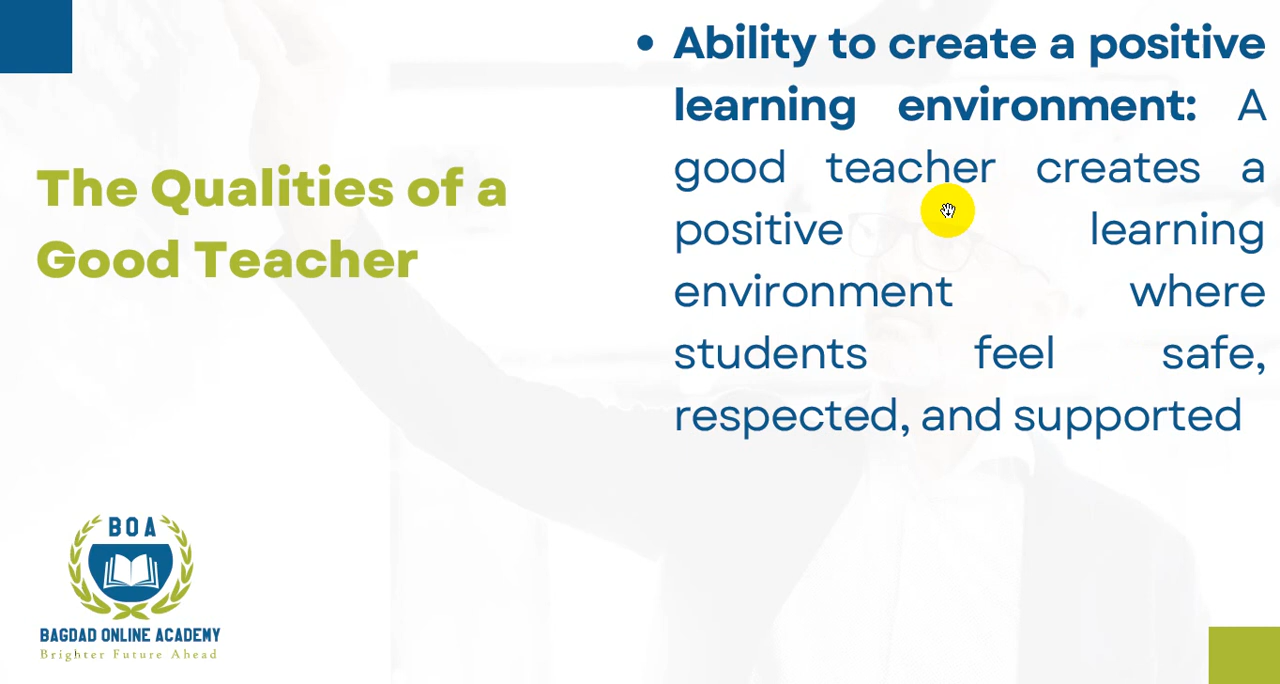 The Qualities of a
Good Teacher
• Ability to create a positive
learning environment: A
good teacher creates a
positive learning
environment where
students feel safe,
respected, and supported
BOA
BAGDAD ONLINE ACADEMY
Brighter Future Ahead